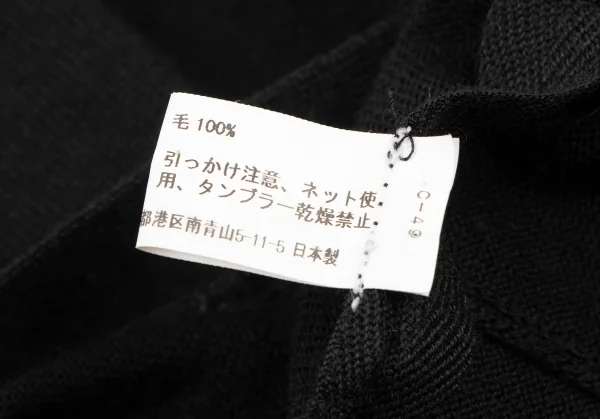 毛 100%
引っかけ注意、ネット使
用、タンブラー乾燥禁止
都港区南青山5-11-5 日本製
C-49